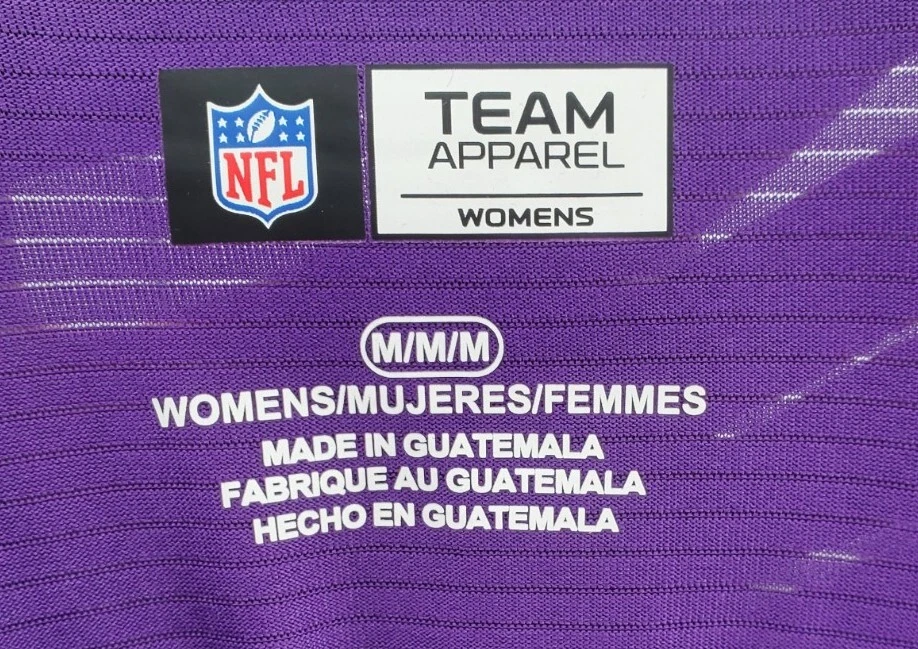 NFL
TEAM
APPAREL
WOMENS
M/M/M
WOMENS/MUJERES/FEMMES
MADE IN GUATEMALA
FABRIQUE AU GUATEMALA
HECHO EN GUATEMALA